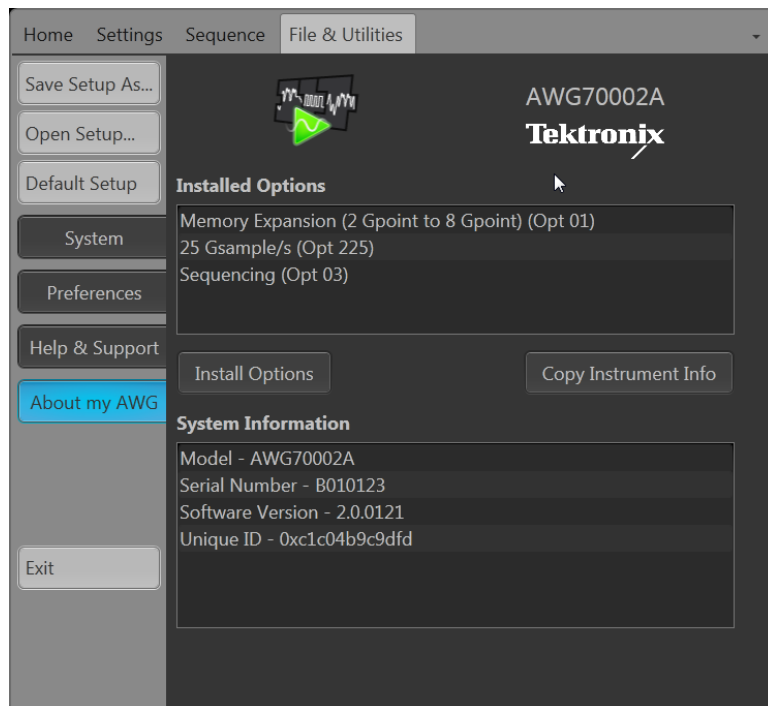 Home Settings Sequence File & Utilities
Save Setup As...
Open Setup...
Default Setup
System
Preferences
Help & Support
About my AWG
Exit
AWG70002A
Tektronix
Installed Options
Memory Expansion (2 Gpoint to 8 Gpoint) (Opt 01)
25 Gsample/s (Opt 225)
Sequencing (Opt 03)
Install Options Copy Instrument Info
System Information
Model - AWG70002A
Serial Number - B010123
Software Version - 2.0.0121
Unique ID - 0xc1c04b9c9dfd